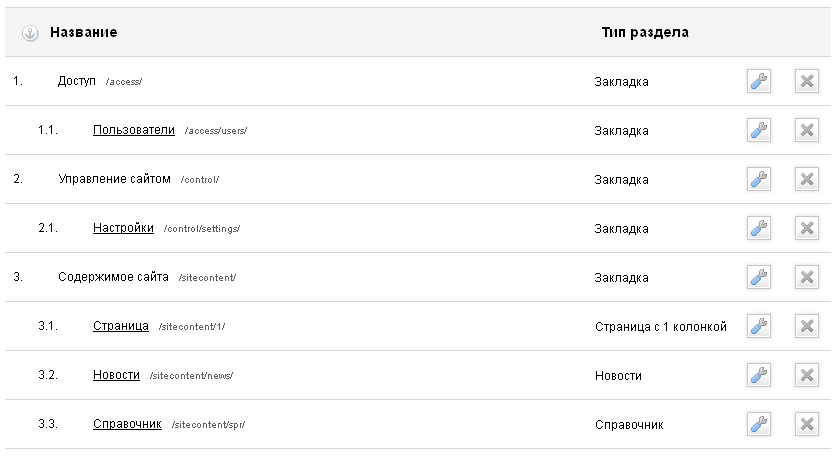 Название Тип раздела
1. Доступ /access/ Закладка
1.1. Пользователи /access/users/ Закладка
2. Управление сайтом /control/ Закладка
2.1. Настройки /control/settings/ Закладка
3. Содержимое сайта /sitecontent/ Закладка
3.1. Страница /sitecontent/1/ Страница с 1 колонкой
3.2. Новости /sitecontent/news/ Новости
3.3. Справочник /sitecontent/spr/ Справочник